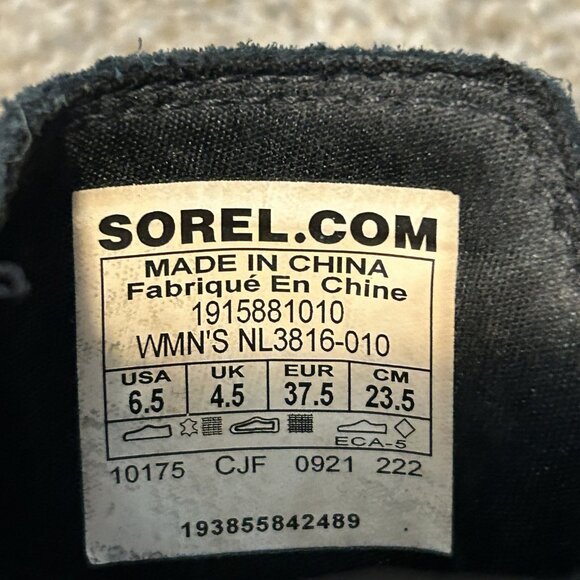 SOREL.COM
MADE IN CHINA
Fabriqué En Chine
1915881010
WMN'S NL3816-010
USA UK EUR CM
6.5 4.5 37.5 23.5
ECA-5
10175 CJF 0921 222
193855842489